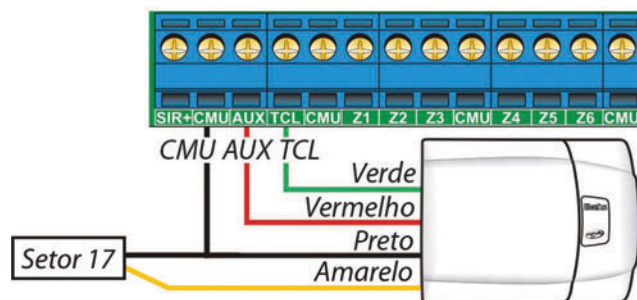 SIR+ CMU AUX TCL CMU Z1 Z2 Z3 CMU Z4 Z5 Z6 CMU
CMU AUX TCL
Verde
Vermelho
Preto
Amarelo
Setor 17